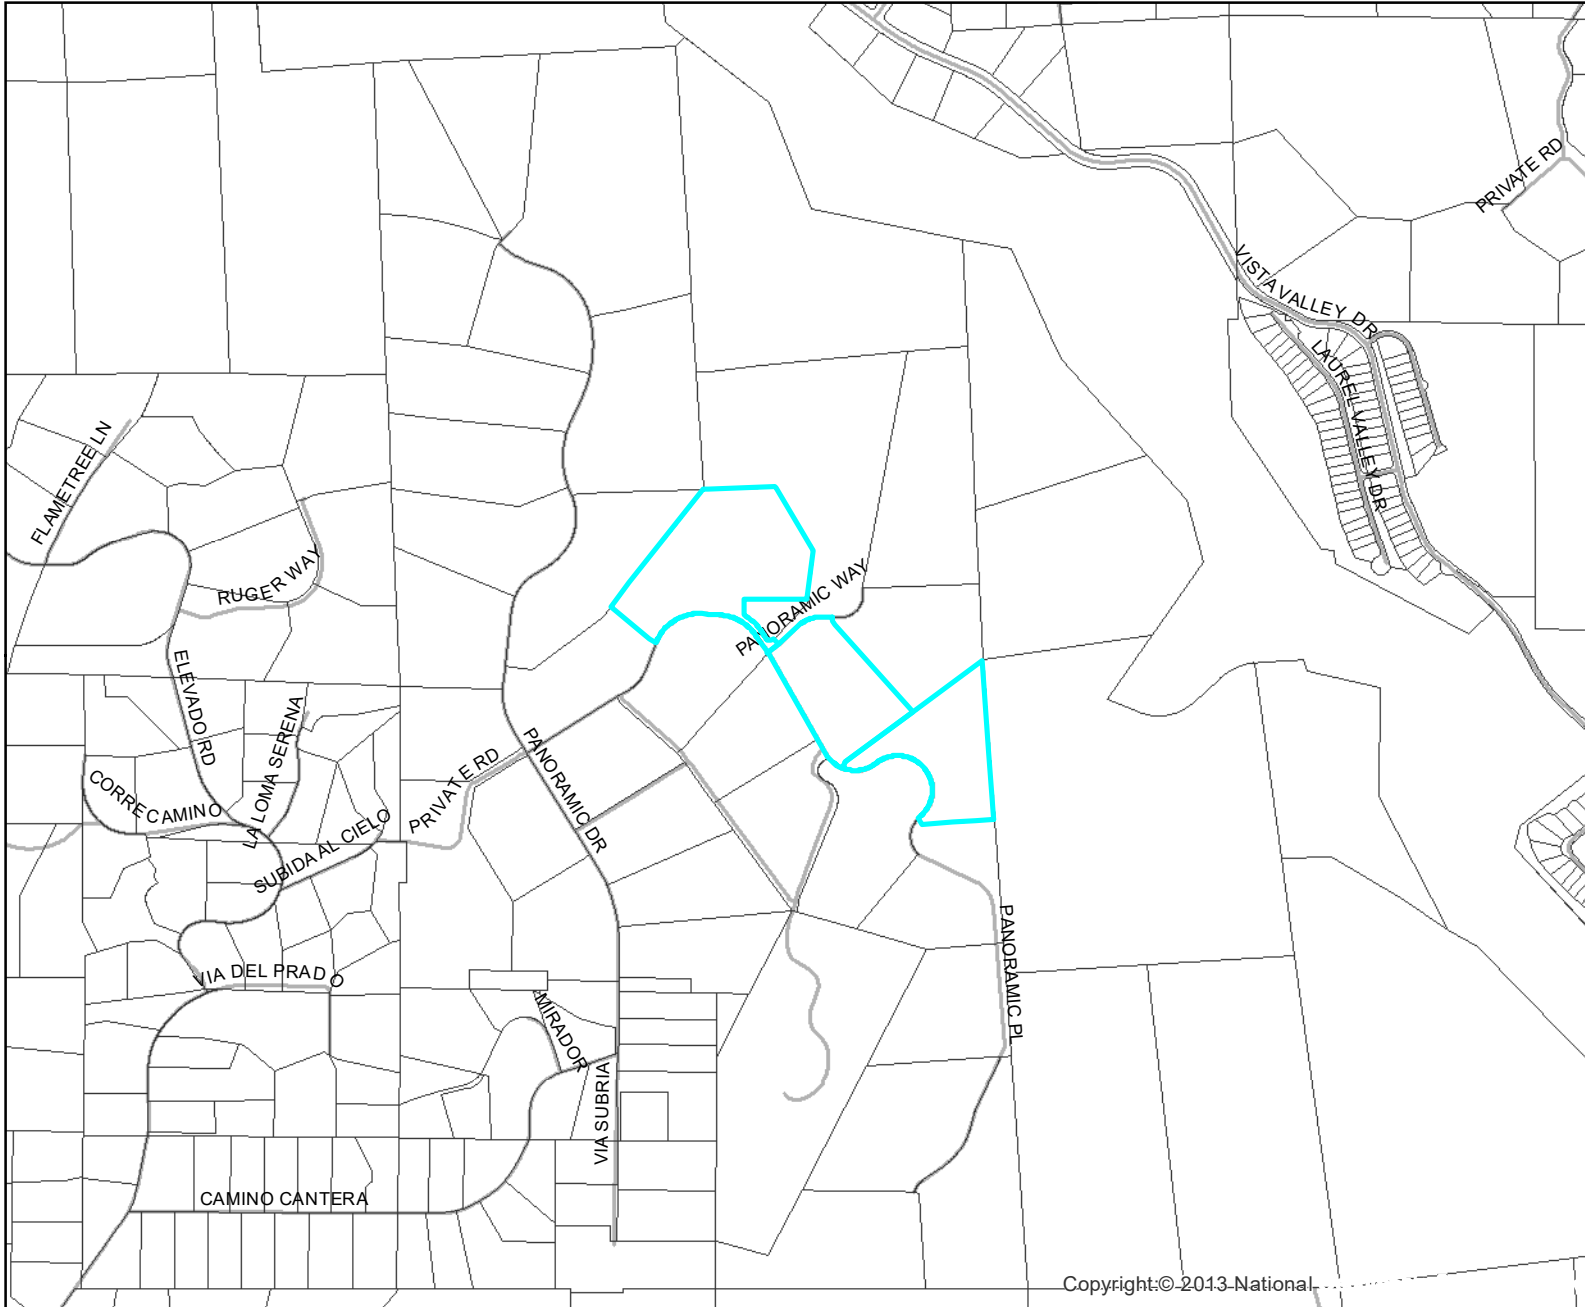 PRIVATE RD
VISTA VALLEY DR
LAUREL VALLEY DR
FLAMETREE LN
RUGER WAY
PANORAMIC WAY
ELEVADO RD
LA LOMA SERENA
CORRE CAMINO
SUBIDA AL CIELO
PRIVATE RD
PANORAMIC DR
PANORAMIC PL
VIA DEL PRADO
MIRADOR
VIA SUBRIA
CAMINO CANTERA
Copyright:© 2013 National